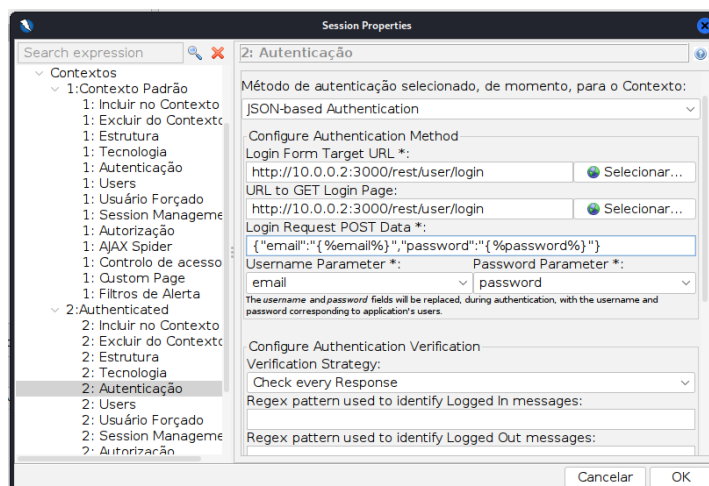 Session Properties
Search expression
Contextos
1:Contexto Padrão
1: Incluir no Contexto
1: Excluir do Contexto
1: Estrutura
1: Tecnologia
1: Autenticação
1: Users
1: Usuário Forçado
1: Session Manageme
1: Autorização
1: AJAX Spider
1: Controlo de acesso
1: Custom Page
1: Filtros de Alerta
2:Authenticated
2: Incluir no Contexto
2: Excluir do Contexto
2: Estrutura
2: Tecnologia
2: Autenticação
2: Users
2: Usuário Forçado
2: Session Manageme
2: Autorização
2: Autenticação
Método de autenticação selecionado, de momento, para o Contexto:
JSON-based Authentication
Configure Authentication Method
Login Form Target URL *:
http://10.0.0.2:3000/rest/user/login Selecionar...
URL to GET Login Page:
http://10.0.0.2:3000/rest/user/login Selecionar...
Login Request POST Data *:
{"email":"{%email%}","password":"{%password%}"}
Username Parameter *: Password Parameter *:
email password
The username and password fields will be replaced, during authentication, with the username and
password corresponding to application's users.
Configure Authentication Verification
Verification Strategy:
Check every Response
Regex pattern used to identify Logged In messages:
Regex pattern used to identify Logged Out messages:
Cancelar OK